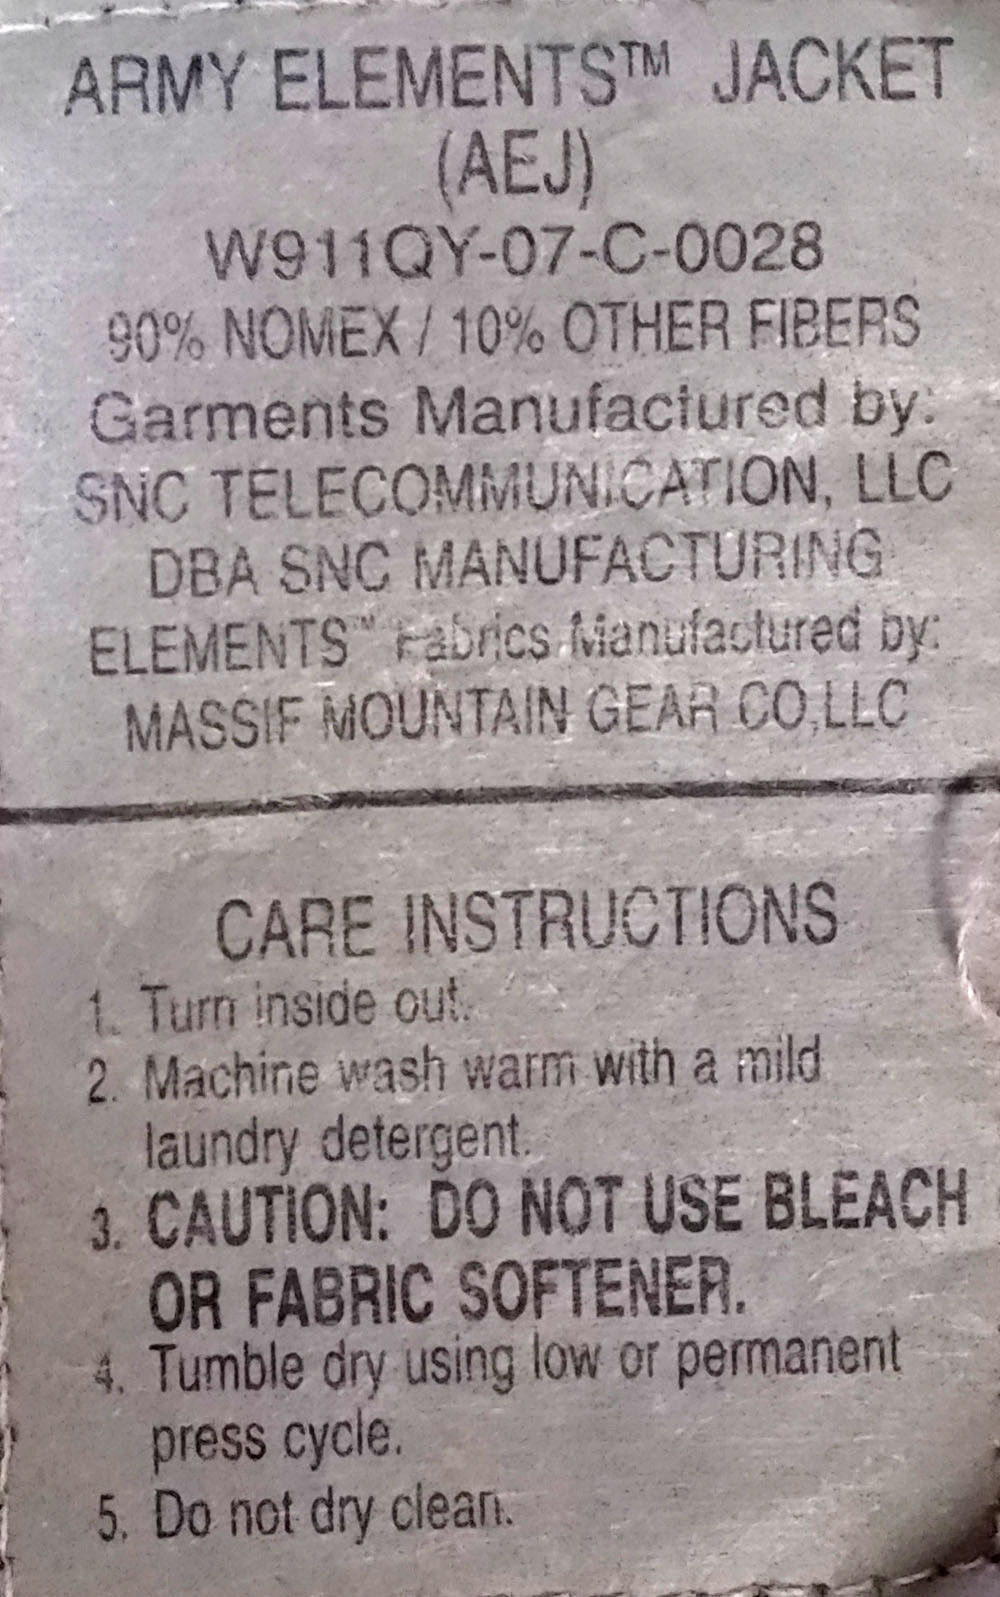 ARMY ELEMENTS™ JACKET
(AEJ)
W911QY-07-C-0028
90% NOMEX / 10% OTHER FIBERS
Garments Manufactured by:
SNC TELECOMMUNICATION, LLC
DBA SNC MANUFACTURING
ELEMENTS™ Fabrics Manufactured by:
MASSIF MOUNTAIN GEAR CO,LLC
CARE INSTRUCTIONS
1. Turn inside out.
2. Machine wash warm with a mild
laundry detergent.
3. CAUTION: DO NOT USE BLEACH
OR FABRIC SOFTENER.
4. Tumble dry using low or permanent
press cycle.
5. Do not dry clean.